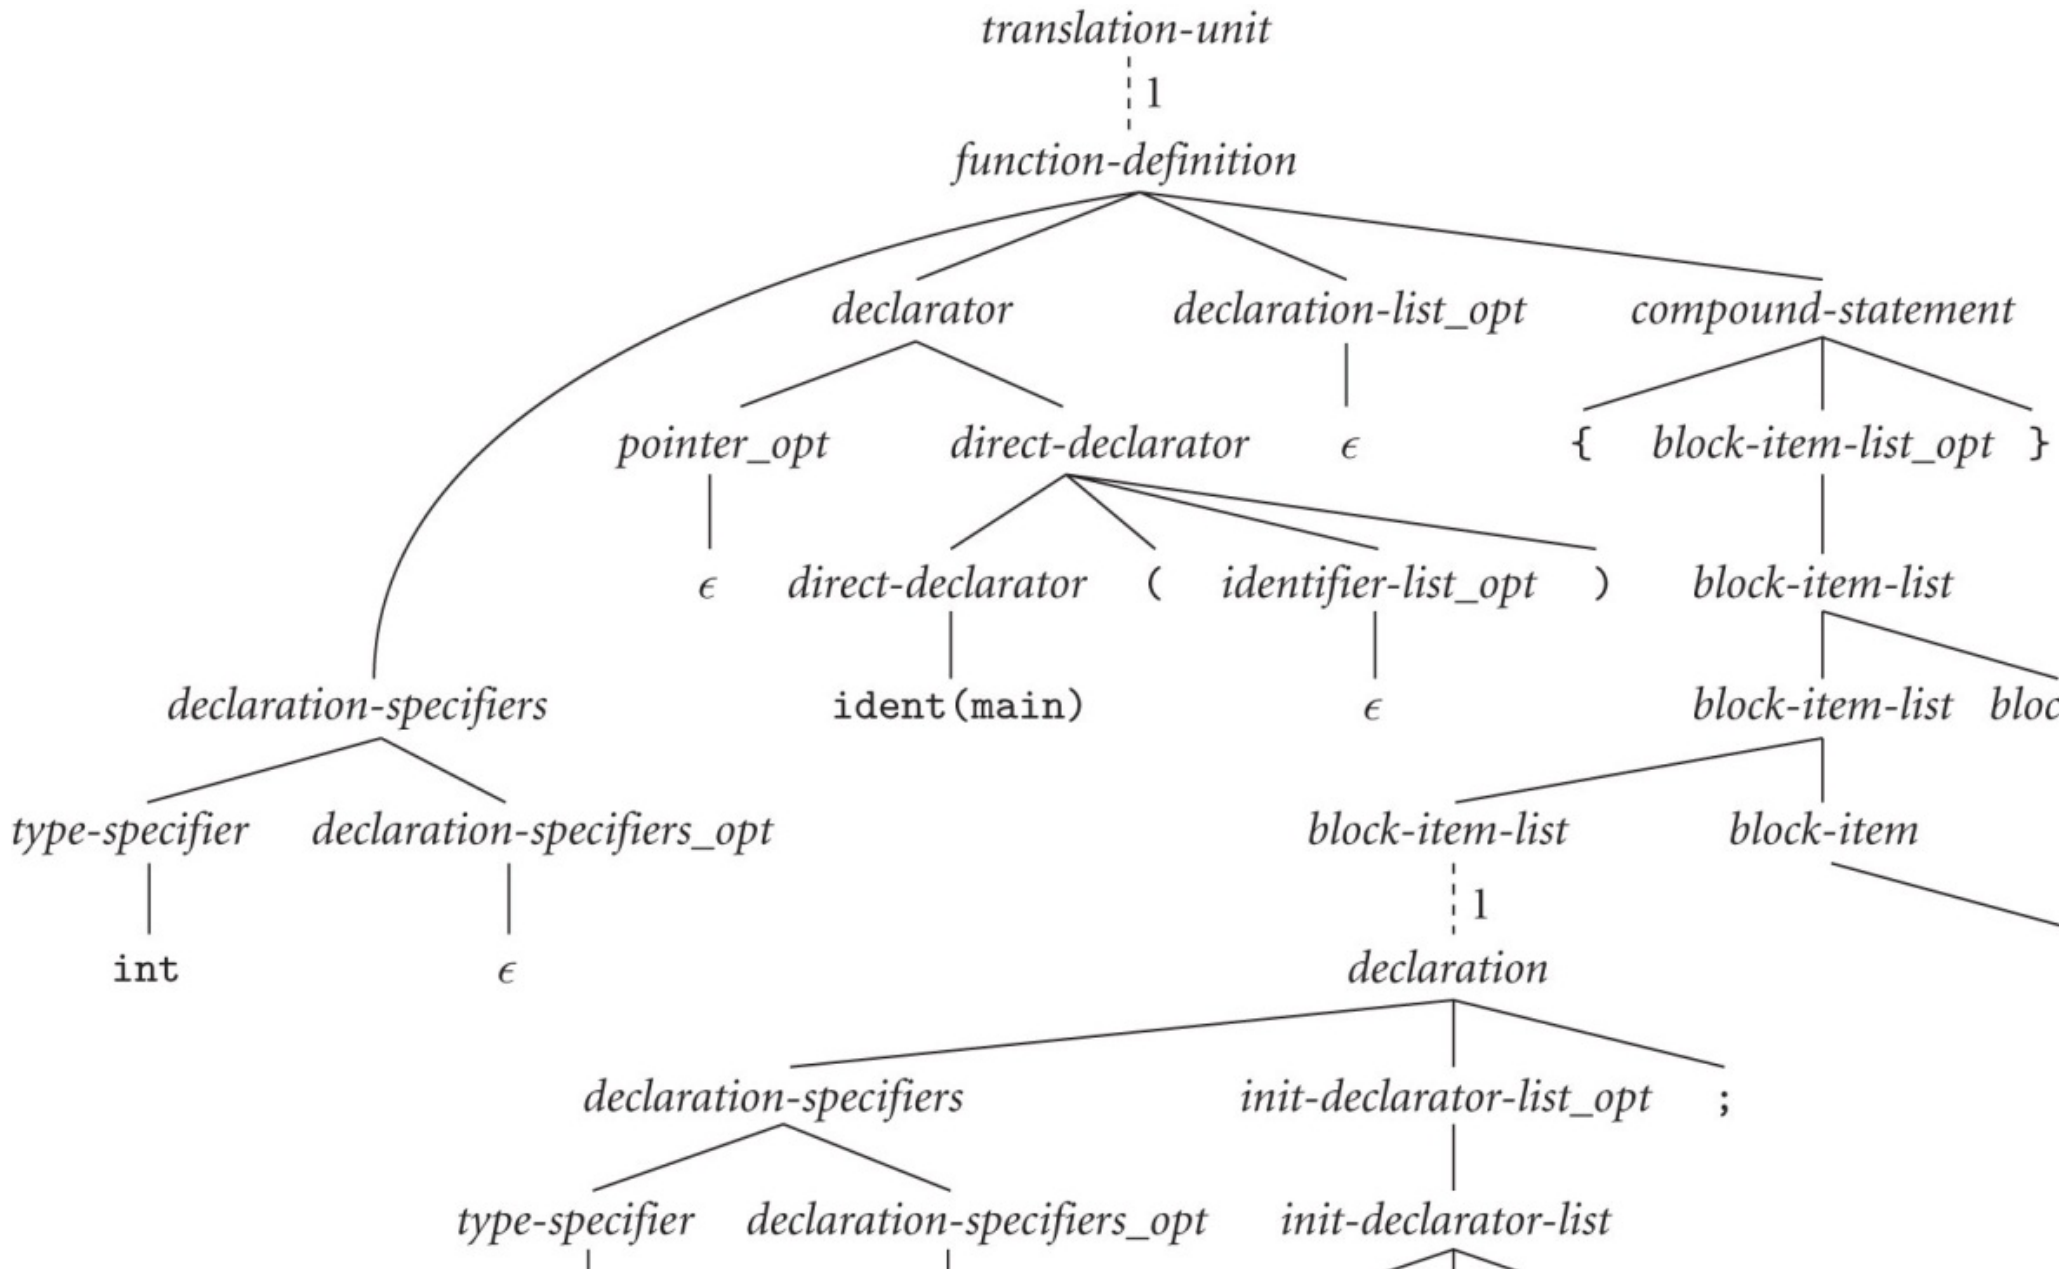 translation-unit
1
function-definition
declarator declaration-list_opt compound-statement
pointer_opt direct-declarator ϵ { block-item-list_opt }
ϵ direct-declarator ( identifier-list_opt ) block-item-list
declaration-specifiers ident(main) ϵ block-item-list bloc
type-specifier declaration-specifiers_opt block-item-list block-item
1
int ϵ declaration
declaration-specifiers init-declarator-list_opt ;
type-specifier declaration-specifiers_opt init-declarator-list